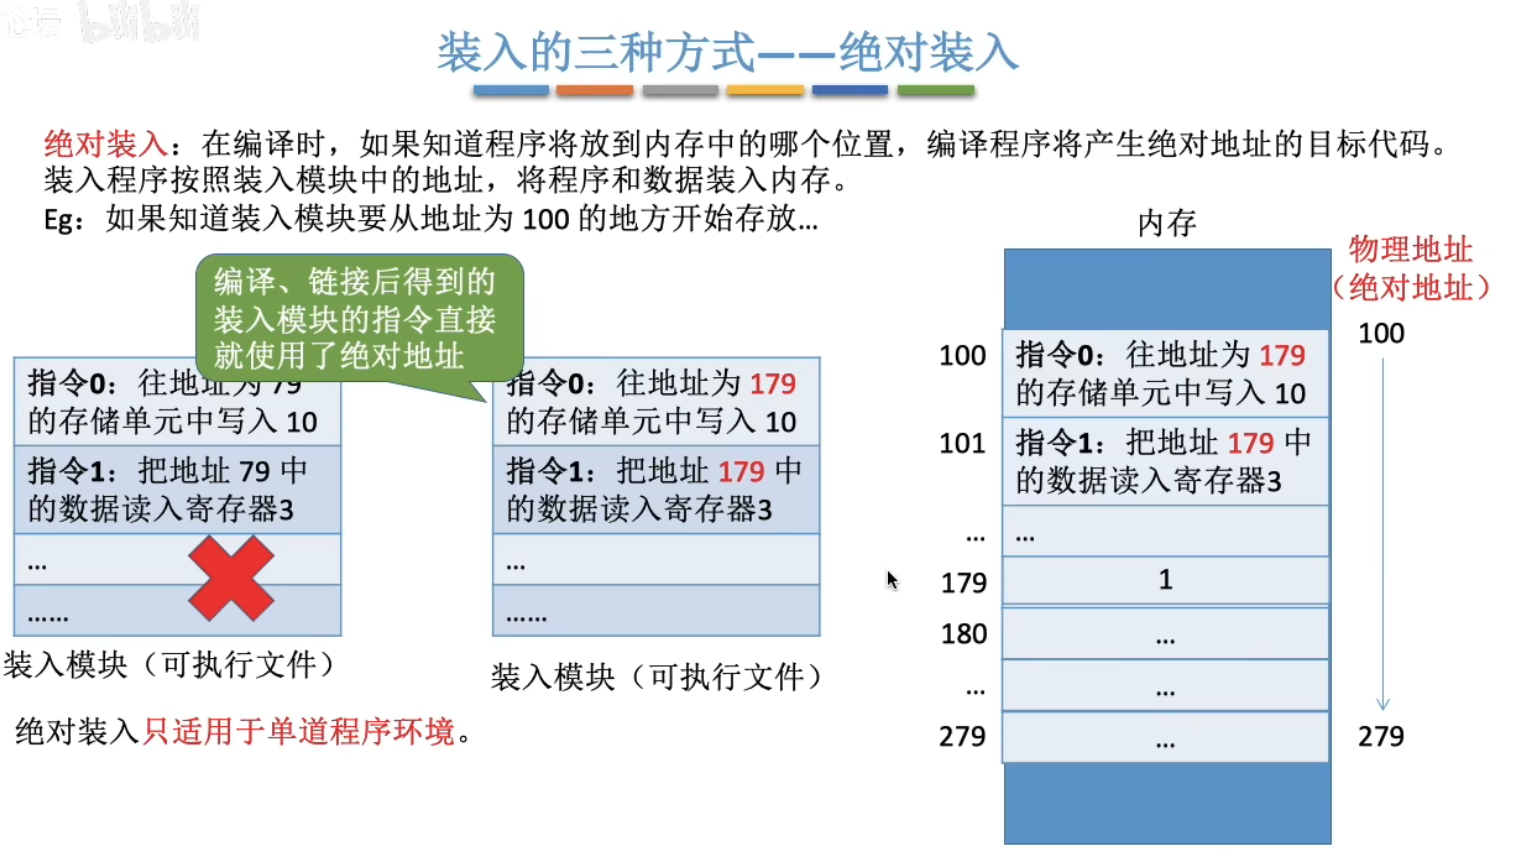 论坛 bilibili
装入的三种方式——绝对装入
绝对装入：在编译时，如果知道程序将放到内存中的哪个位置，编译程序将产生绝对地址的目标代码。
装入程序按照装入模块中的地址，将程序和数据装入内存。
Eg：如果知道装入模块要从地址为 100 的地方开始存放...
编译、链接后得到的
装入模块的指令直接
就使用了绝对地址
指令0：往地址为 79
的存储单元中写入 10
指令1：把地址 79 中
的数据读入寄存器3
...
......
装入模块（可执行文件）
指令0：往地址为 179
的存储单元中写入 10
指令1：把地址 179 中
的数据读入寄存器3
...
......
装入模块（可执行文件）
绝对装入只适用于单道程序环境。
内存
物理地址
（绝对地址）
100
100
指令0：往地址为 179
的存储单元中写入 10
101
指令1：把地址 179 中
的数据读入寄存器3
...
...
179
1
180
...
...
...
279
...
279